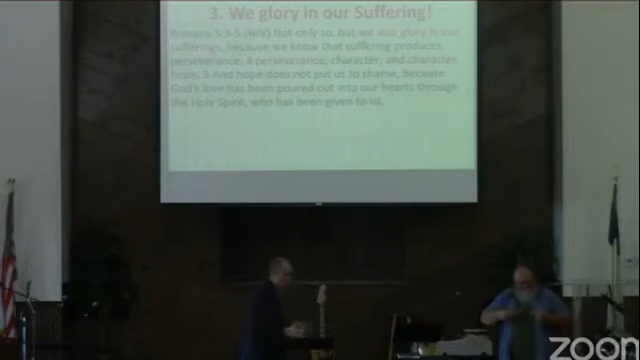 3. We glory in our Suffering!
Romans 5:3-5 (NIV) Not only so, but we also glory in our
sufferings, because we know that suffering produces
perseverance; 4 perseverance, character; and character,
hope. 5 And hope does not put us to shame, because
God's love has been poured out into our hearts through
the Holy Spirit, who has been given to us.
zoom